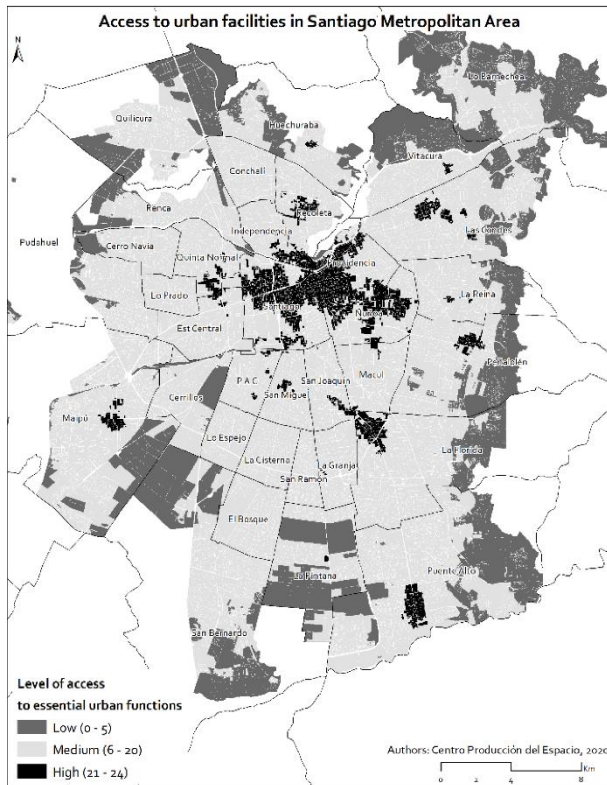 Access to urban facilities in Santiago Metropolitan Area
N
Lo Barnechea
Quilicura
Huechuraba
Vitacura
Conchalí
Renca
Recoleta
Las Condes
Independencia
Pudahuel
Cerro Navia
Quinta Normal
Providencia
Lo Prado
La Reina
Santiago
Ñuñoa
Est Central
Peñalolén
Macul
P A C
San Joaquin
Cerrillos
San Miguel
Maipú
Lo Espejo
La Cisterna
La Florida
La Granja
San Ramón
El Bosque
Puente Alto
La Pintana
San Bernardo
Level of access
to essential urban functions
Low (0 - 5)
Medium (6 - 20)
High (21 - 24)
Authors: Centro Producción del Espacio, 2020
Km
0 2 4 8